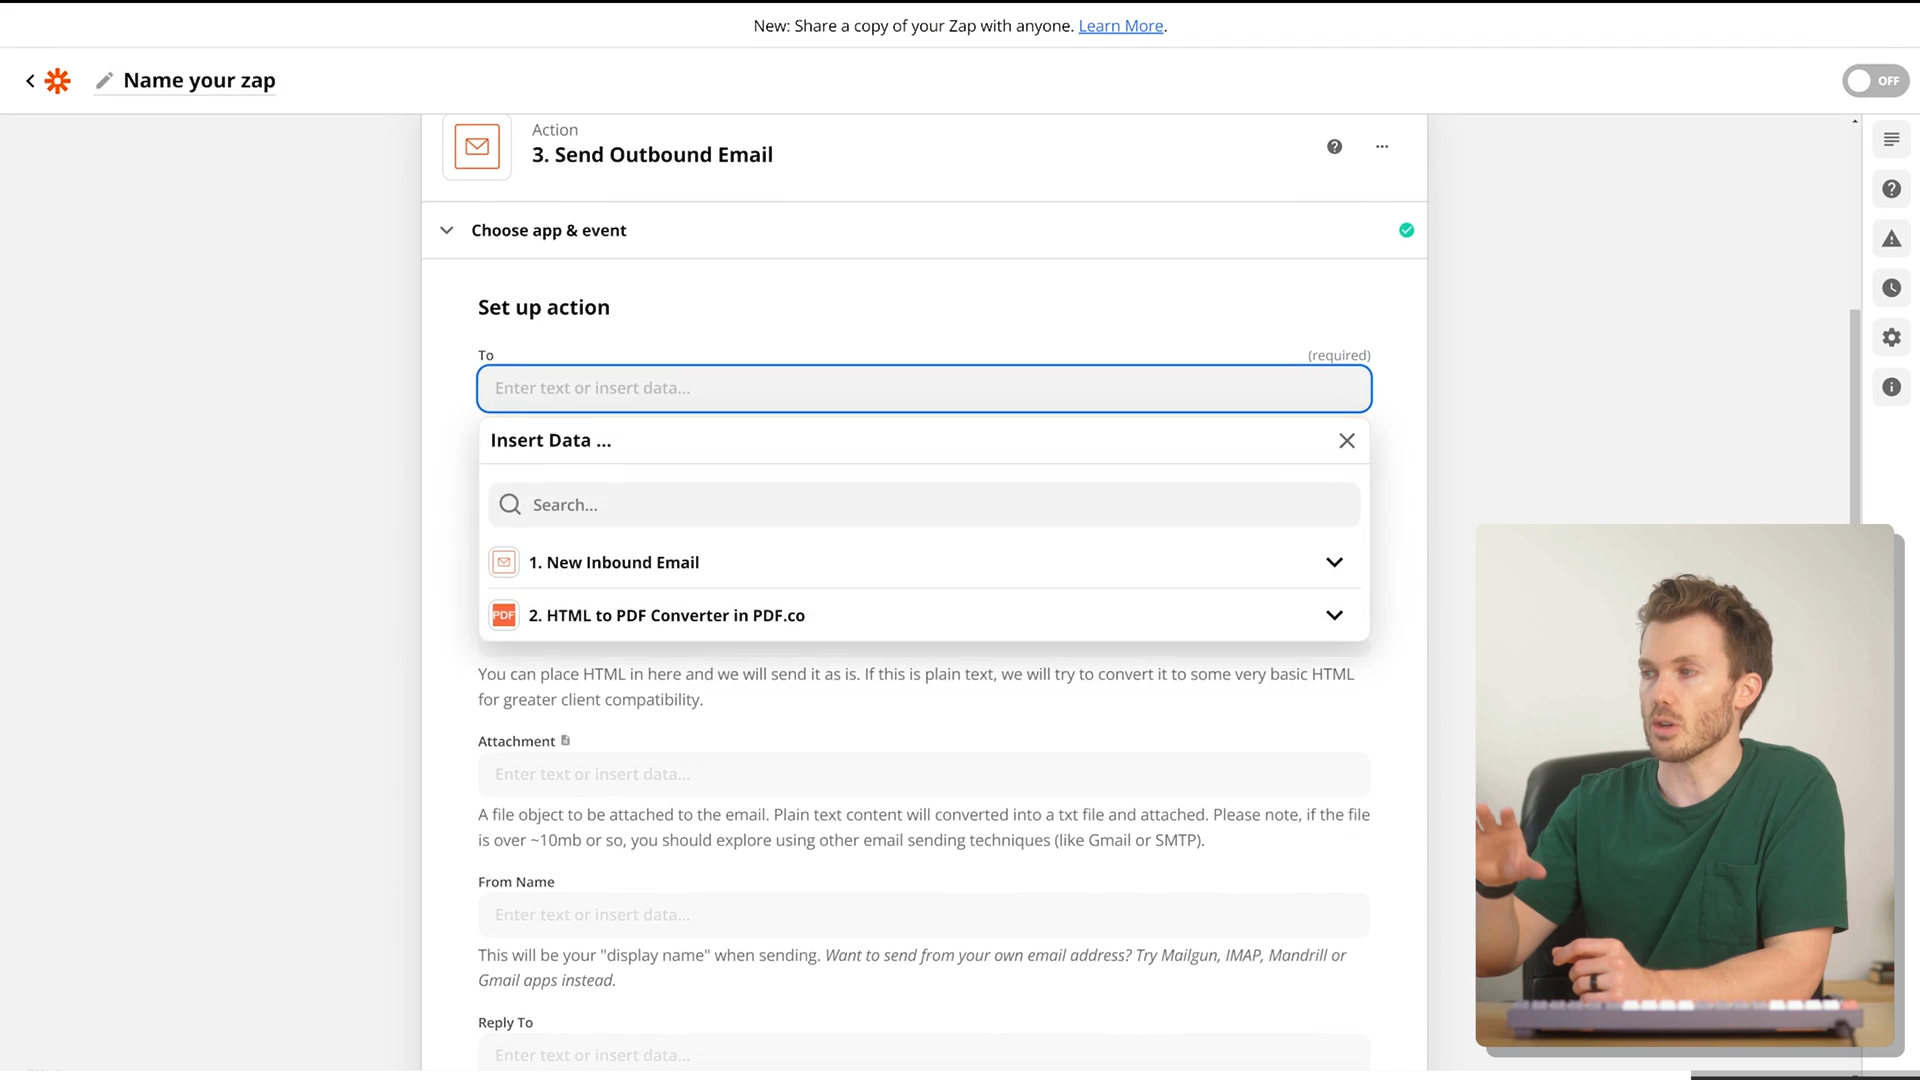 New: Share a copy of your Zap with anyone. Learn More.
Name your zap
OFF
Action
3. Send Outbound Email
Choose app & event
Set up action
To
(required)
Enter text or insert data...
Insert Data ...
Search...
1. New Inbound Email
PDF
2. HTML to PDF Converter in PDF.co
You can place HTML in here and we will send it as is. If this is plain text, we will try to convert it to some very basic HTML
for greater client compatibility.
Attachment
Enter text or insert data...
A file object to be attached to the email. Plain text content will converted into a txt file and attached. Please note, if the file
is over ~10mb or so, you should explore using other email sending techniques (like Gmail or SMTP).
From Name
Enter text or insert data...
This will be your "display name" when sending. Want to send from your own email address? Try Mailgun, IMAP, Mandrill or
Gmail apps instead.
Reply To
Enter text or insert data...